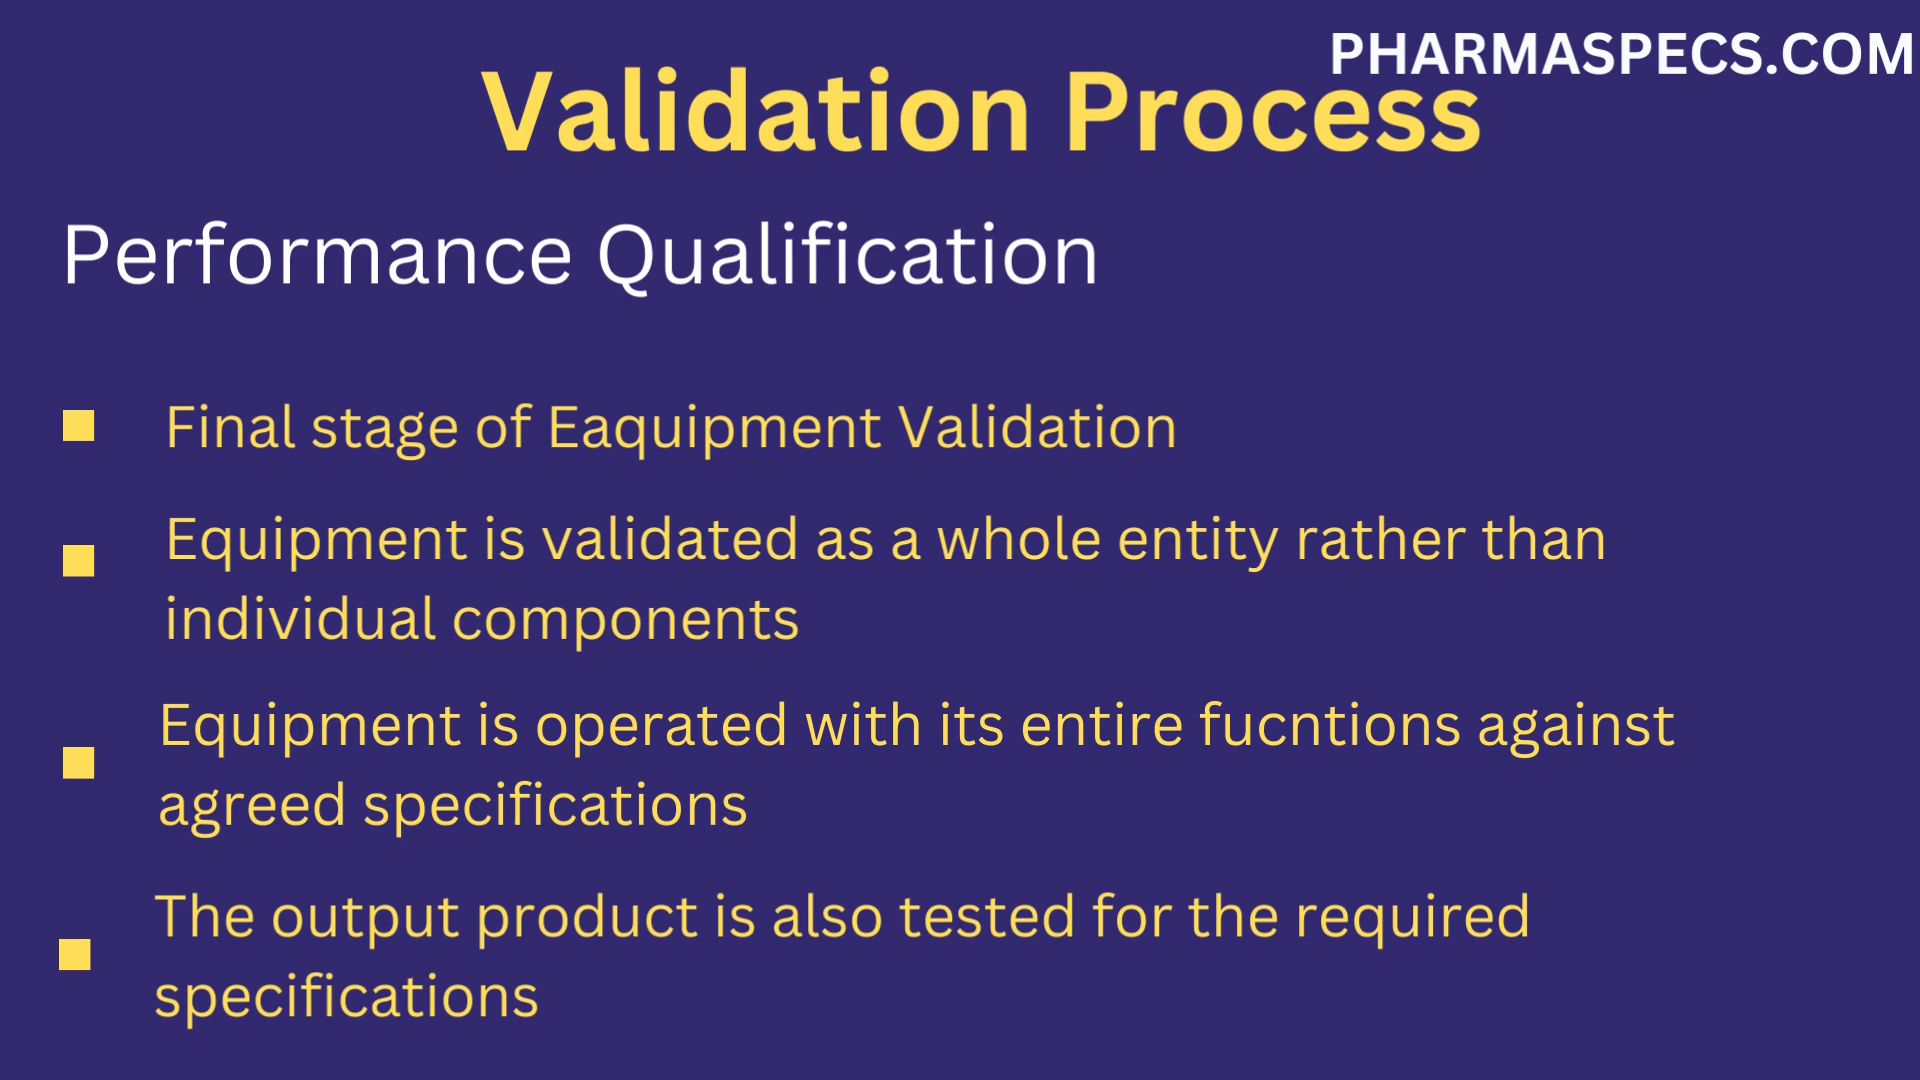 PHARMASPECS.COM
Validation Process
Performance Qualification
Final stage of Eaquipment Validation
Equipment is validated as a whole entity rather than
individual components
Equipment is operated with its entire fucntions against
agreed specifications
The output product is also tested for the required
specifications